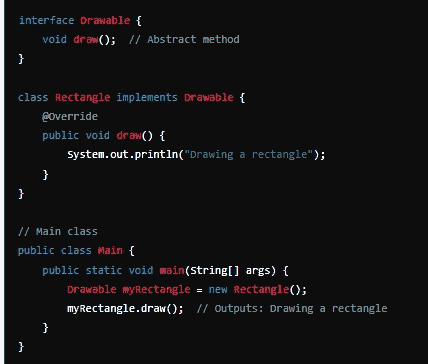 interface Drawable {
    void draw();  // Abstract method
}

class Rectangle implements Drawable {
    @Override
    public void draw() {
        System.out.println("Drawing a rectangle");
    }
}

// Main class
public class Main {
    public static void main(String[] args) {
        Drawable myRectangle = new Rectangle();
        myRectangle.draw();  // Outputs: Drawing a rectangle
    }
}